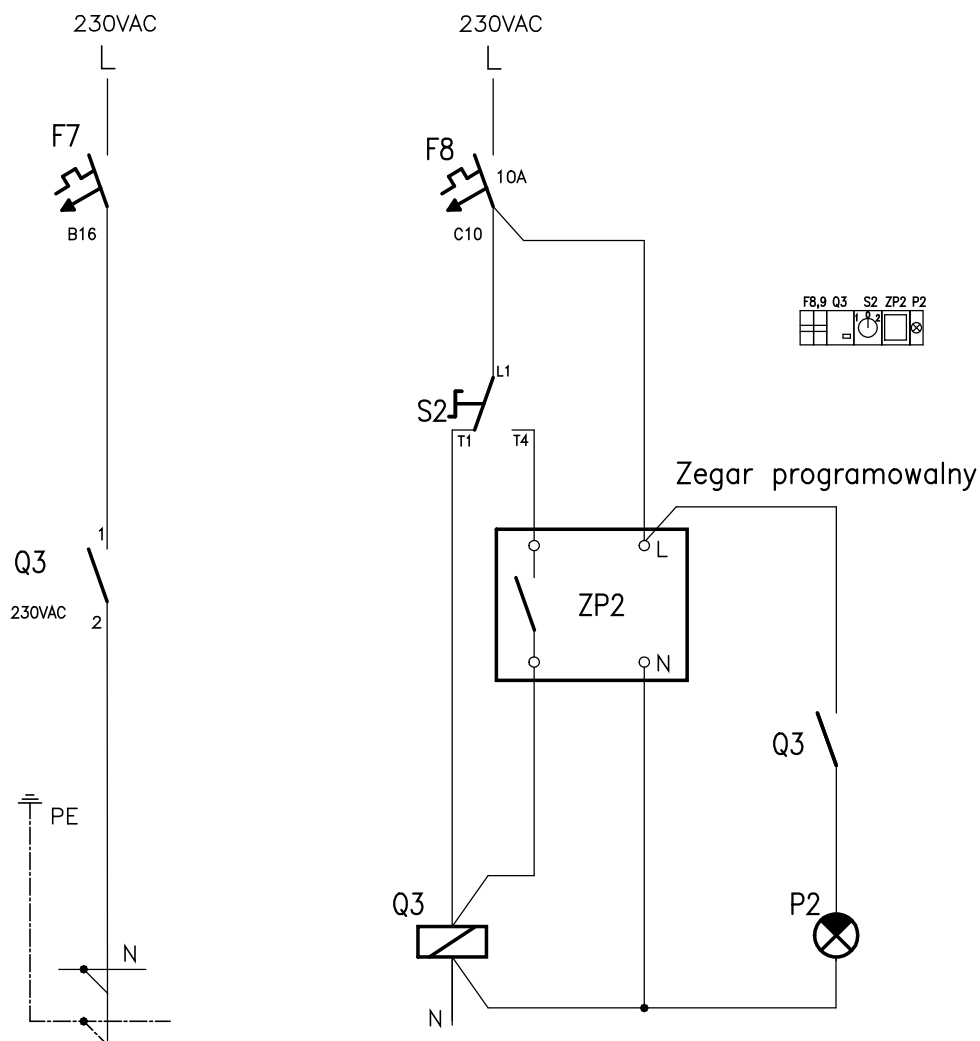 230VAC
L
F7
B16
1
Q3
230VAC
2
PE
N
230VAC
L
F8
10A
C10
L1
S2
T1
T4
Zegar programowalny
L
ZP2
N
Q3
Q3
P2
N
F8,9 Q3 S2 ZP2 P2
1 0 2